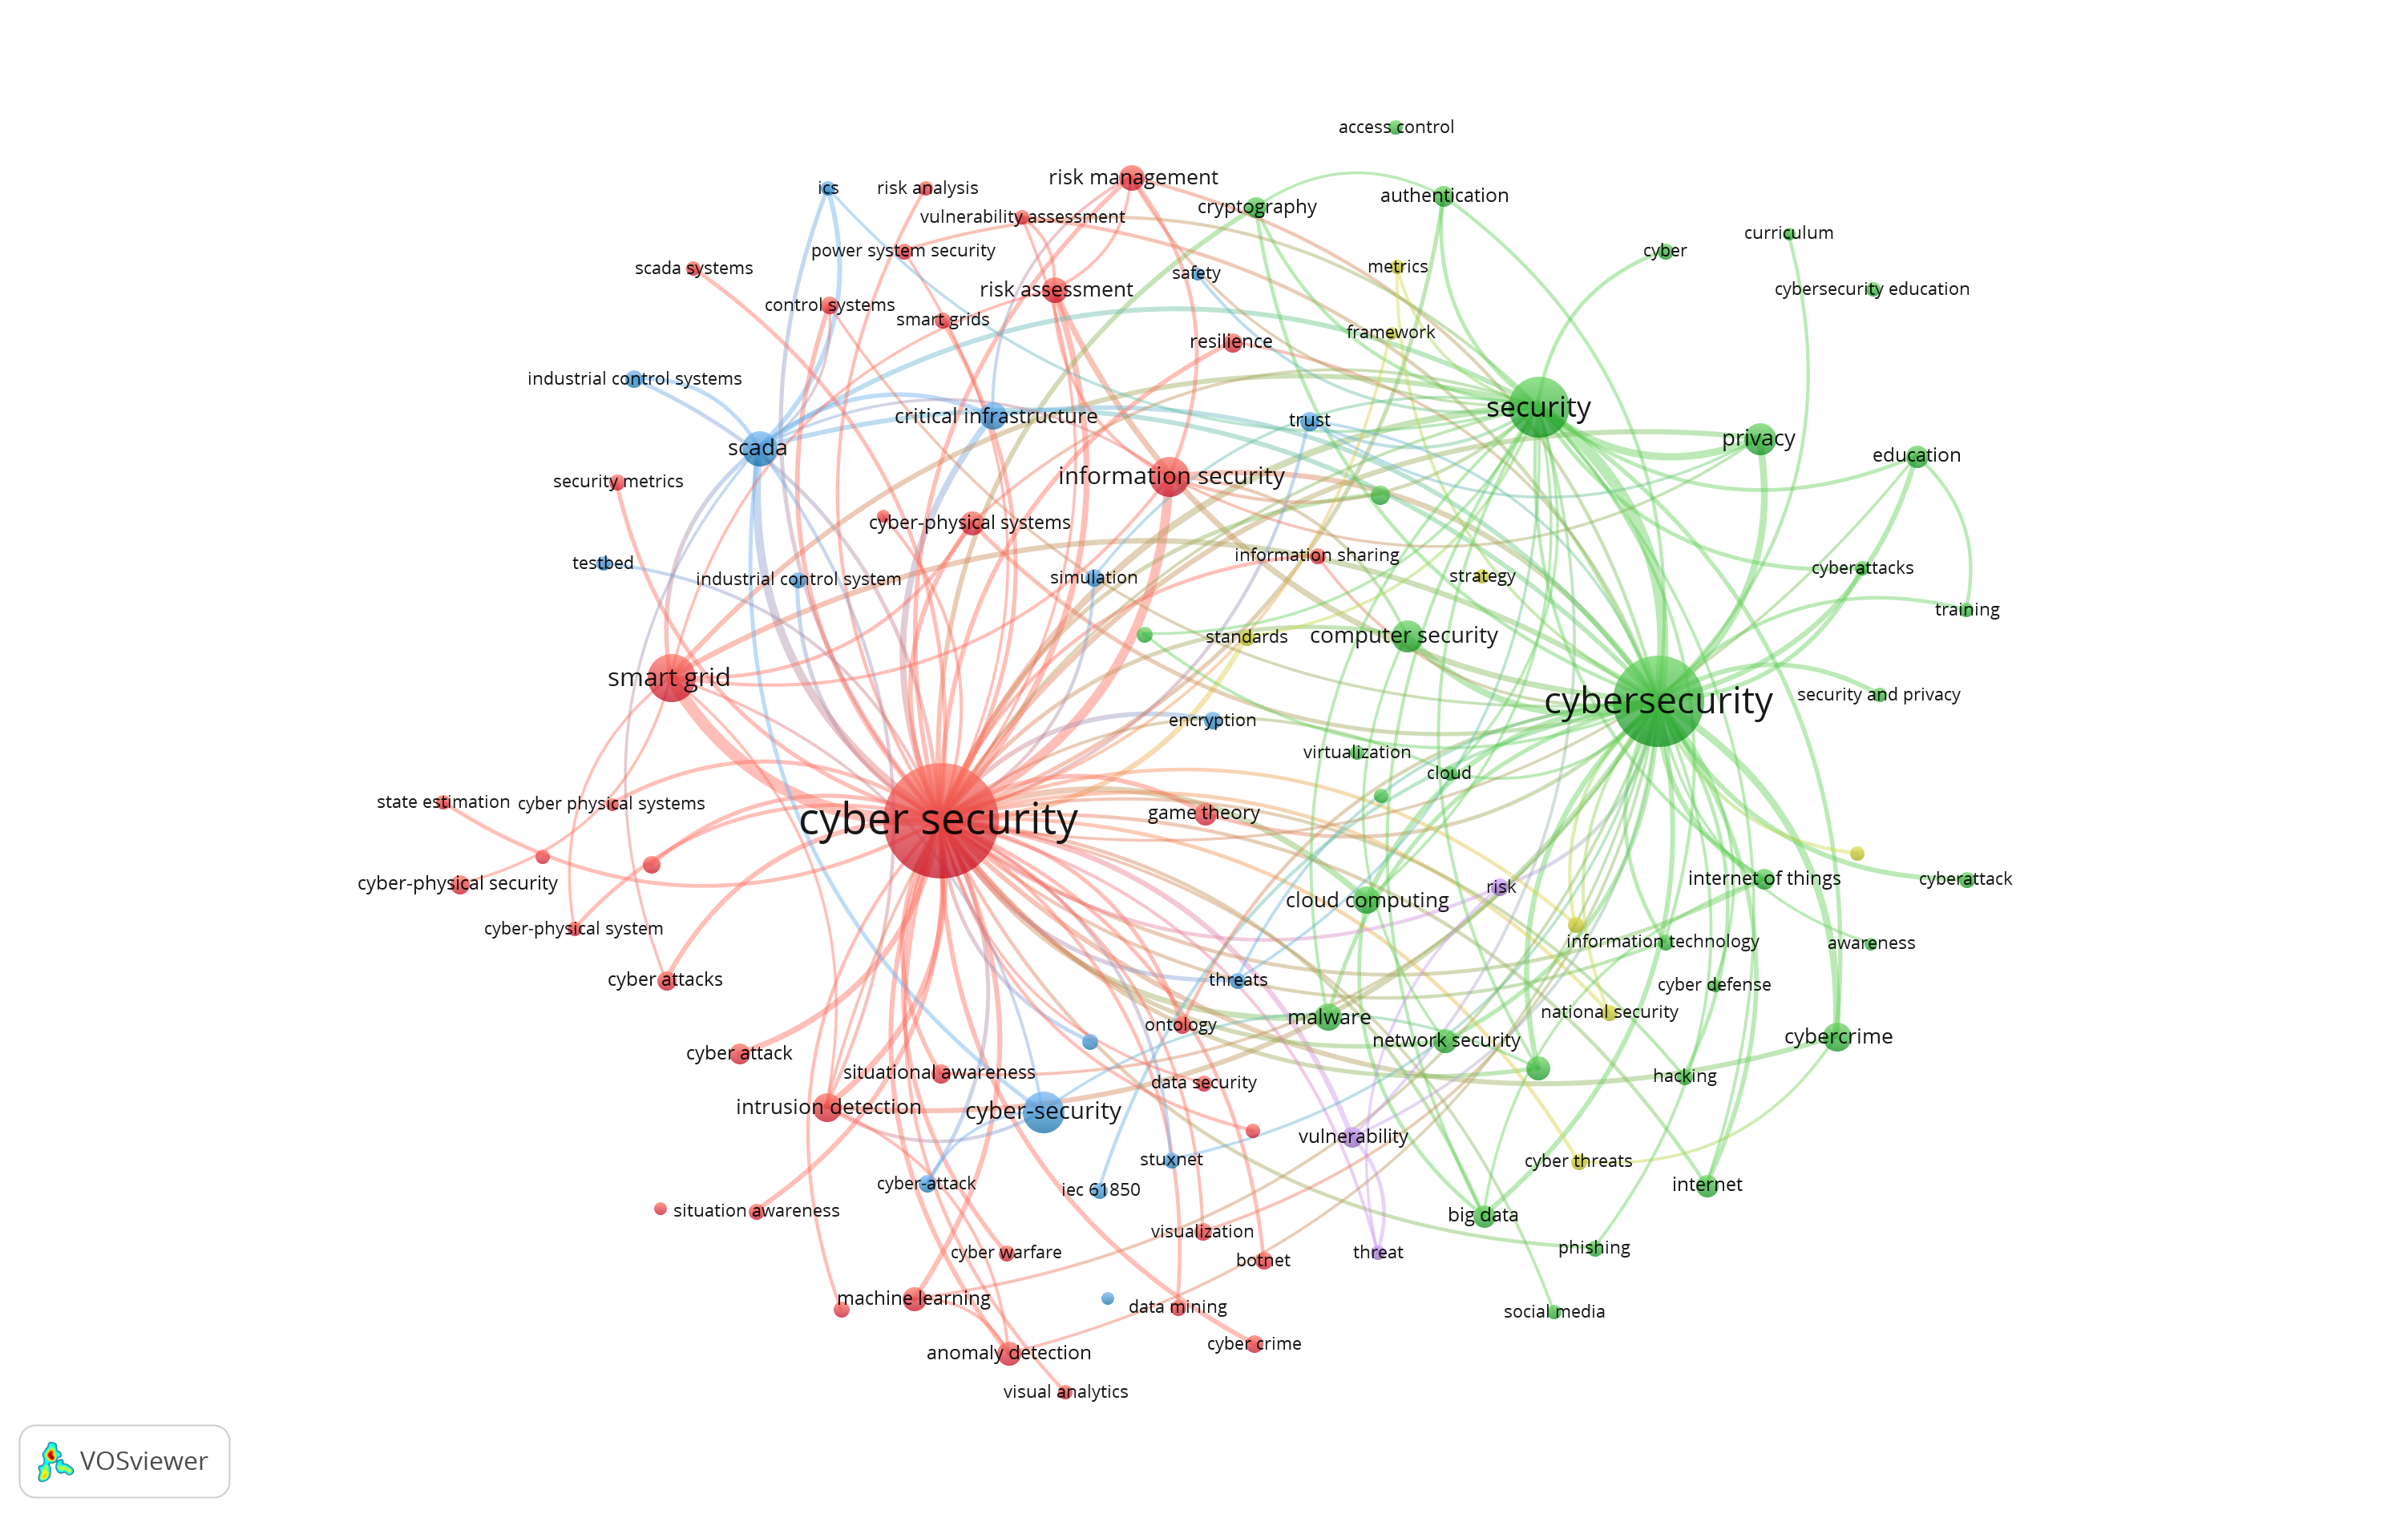 access control
ics
risk analysis
risk management
cryptography
authentication
vulnerability assessment
power system security
cyber
curriculum
scada systems
safety
metrics
cybersecurity education
control systems
risk assessment
smart grids
resilience
framework
industrial control systems
critical infrastructure
trust
security
privacy
scada
education
security metrics
information security
cyber-physical systems
information sharing
testbed
industrial control system
simulation
strategy
cyberattacks
training
standards
computer security
smart grid
cybersecurity
security and privacy
encryption
virtualization
cloud
state estimation
cyber physical systems
cyber security
game theory
cyber-physical security
cloud computing
risk
internet of things
cyberattack
cyber-physical system
information technology
awareness
cyber attacks
threats
cyber defense
national security
ontology
malware
network security
cybercrime
cyber attack
situational awareness
data security
hacking
intrusion detection
cyber-security
vulnerability
stuxnet
cyber threats
cyber-attack
iec 61850
internet
situation awareness
big data
visualization
cyber warfare
botnet
threat
phishing
machine learning
data mining
social media
cyber crime
anomaly detection
visual analytics
VOSviewer